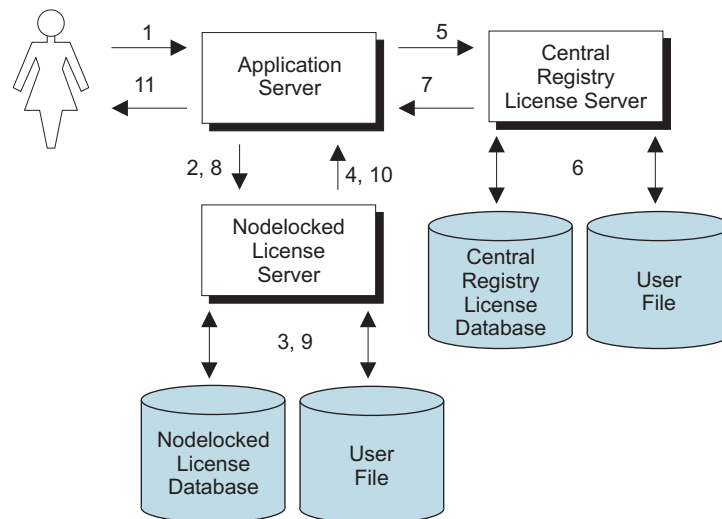 1
11
Application
Server
5
7
Central
Registry
License Server
2, 8
4, 10
6
Nodelocked
License
Server
Central
Registry
License
Database
User
File
3, 9
Nodelocked
License
Database
User
File